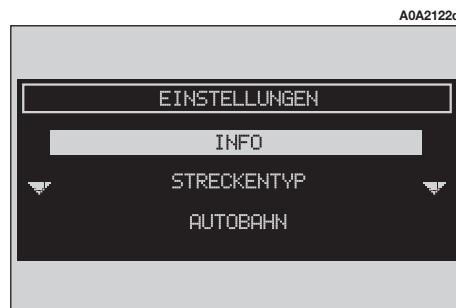 A0A2122c
EINSTELLUNGEN
INFO
STRECKENTYP
AUTOBAHN